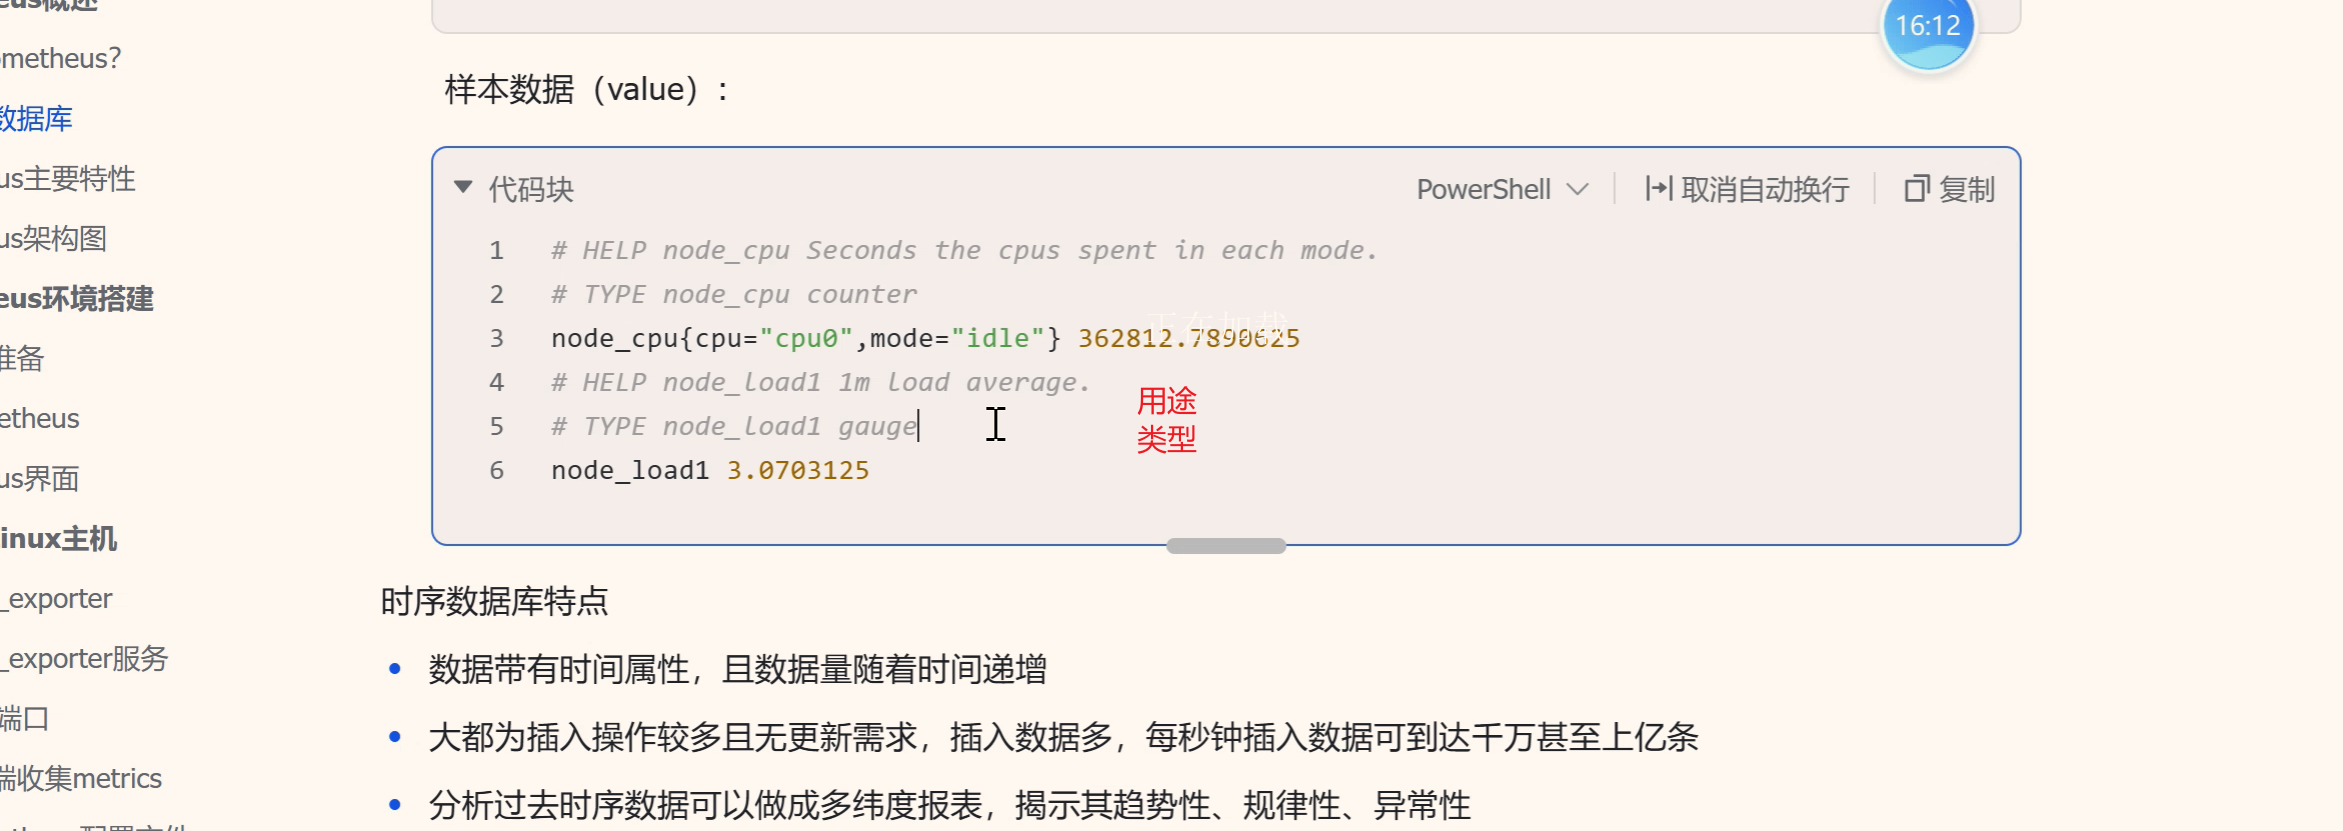 eus概述
ometheus?
数据库
us主要特性
us架构图
eus环境搭建
准备
etheus
us界面
inux主机
_exporter
_exporter服务
端口
端收集metrics
16:12
样本数据（value）:
代码块
PowerShell
取消自动换行
复制
1 # HELP node_cpu Seconds the cpus spent in each mode.
2 # TYPE node_cpu counter
正在加载
3 node_cpu{cpu="cpu0",mode="idle"} 362812.7890625
4 # HELP node_load1 1m load average.
用途
5 # TYPE node_load1 gauge
类型
6 node_load1 3.0703125
时序数据库特点
数据带有时间属性，且数据量随着时间递增
大都为插入操作较多且无更新需求，插入数据多，每秒钟插入数据可到达千万甚至上亿条
分析过去时序数据可以做成多纬度报表，揭示其趋势性、规律性、异常性